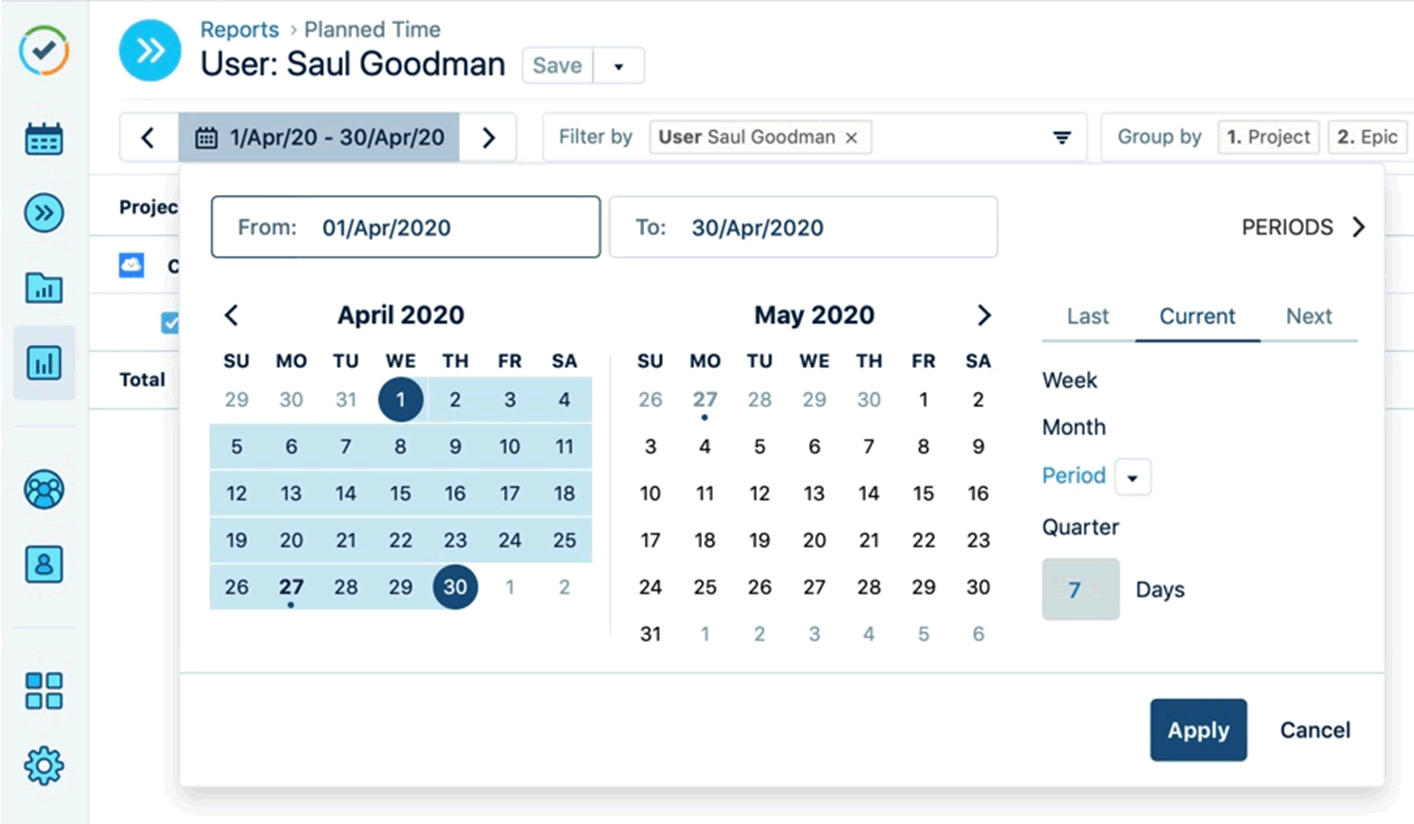 Reports › Planned Time
User: Saul Goodman Save
1/Apr/20 - 30/Apr/20 Filter by User Saul Goodman × Group by 1. Project 2. Epic
From: 01/Apr/2020 To: 30/Apr/2020 PERIODS
Total
April 2020 May 2020 Last Current Next
SU MO TU WE TH FR SA SU MO TU WE TH FR SA
29 30 31 1 2 3 4 26 27 28 29 30 1 2 Week
5 6 7 8 9 10 11 3 4 5 6 7 8 9 Month
12 13 14 15 16 17 18 10 11 12 13 14 15 16 Period
19 20 21 22 23 24 25 17 18 19 20 21 22 23 Quarter
26 27 28 29 30 1 2 24 25 26 27 28 29 30 7 Days
31 1 2 3 4 5 6
Apply Cancel